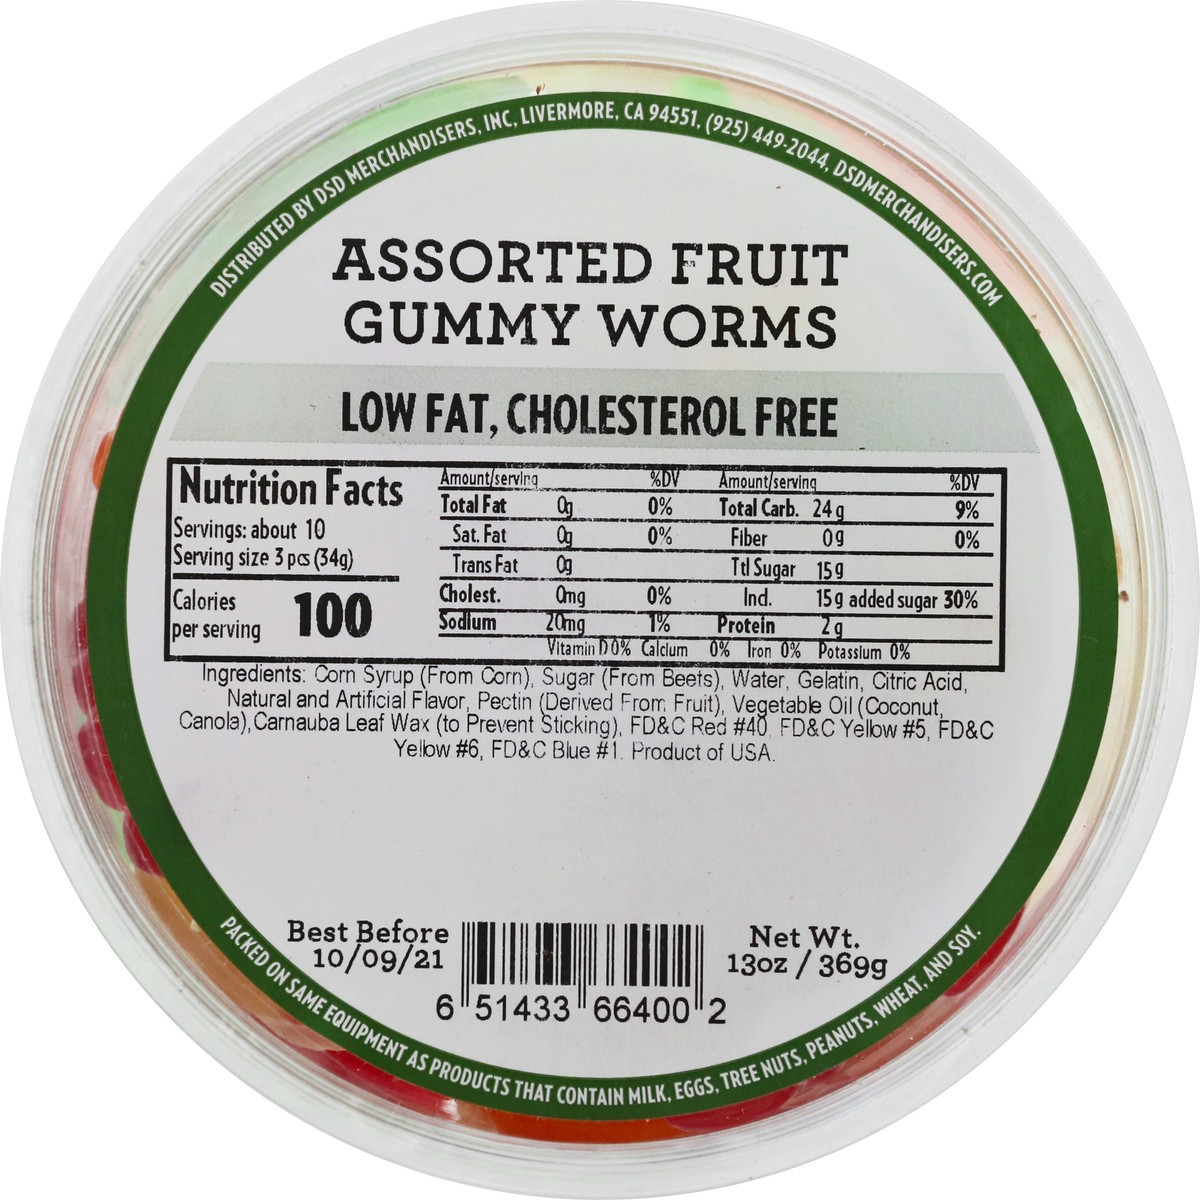 DISTRIBUTED BY DSD MERCHANDISERS, INC, LIVERMORE, CA 94551, (925) 449-2044, DSDMERCHANDISERS.COM
ASSORTED FRUIT
GUMMY WORMS
LOW FAT, CHOLESTEROL FREE
Nutrition Facts
Servings: about 10
Serving size 3 pcs (34g)
Calories
per serving 100
Amount/serving %DV Amount/serving %DV
Total Fat 0g 0% Total Carb. 24 g 9%
Sat. Fat 0g 0% Fiber 0 g 0%
Trans Fat 0g Ttl Sugar 15 g
Cholest. 0mg 0% Incl. 15 g added sugar 30%
Sodium 20mg 1% Protein 2 g
Vitamin D 0% Calcium 0% Iron 0% Potassium 0%
Ingredients: Corn Syrup (From Corn), Sugar (From Beets), Water, Gelatin, Citric Acid,
Natural and Artificial Flavor, Pectin (Derived From Fruit), Vegetable Oil (Coconut,
Canola), Carnauba Leaf Wax (to Prevent Sticking), FD&C Red #40, FD&C Yellow #5, FD&C
Yellow #6, FD&C Blue #1. Product of USA.
Best Before
10/09/21
6 51433 66400 2
Net Wt.
13oz / 369g
PACKED ON SAME EQUIPMENT AS PRODUCTS THAT CONTAIN MILK, EGGS, TREE NUTS, PEANUTS, WHEAT, AND SOY.